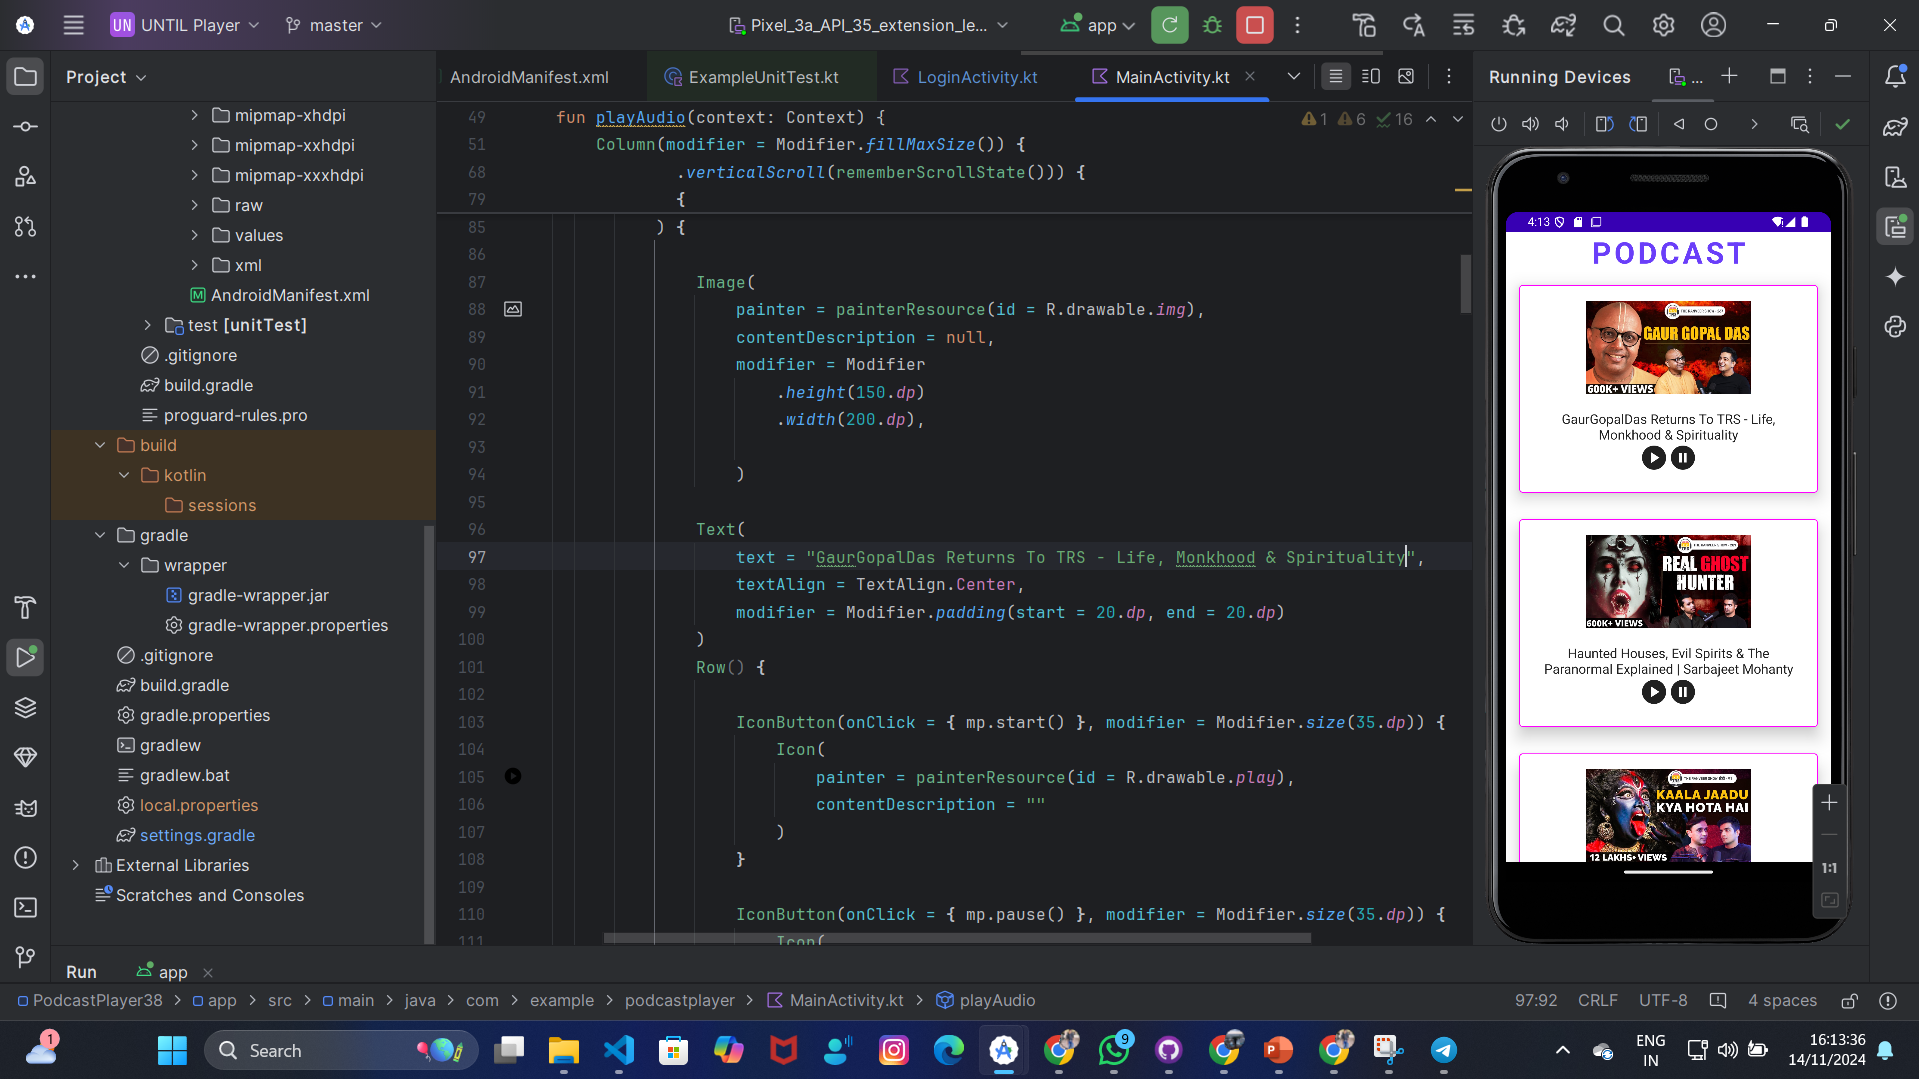 UN UNTIL Player master Pixel_3a_API_35_extension_le... app
Project
AndroidManifest.xml ExampleUnitTest.kt LoginActivity.kt MainActivity.kt
Running Devices ...
mipmap-xhdpi
mipmap-xxhdpi
mipmap-xxxhdpi
raw
values
xml
AndroidManifest.xml
test [unitTest]
.gitignore
build.gradle
proguard-rules.pro
build
kotlin
sessions
gradle
wrapper
gradle-wrapper.jar
gradle-wrapper.properties
.gitignore
build.gradle
gradle.properties
gradlew
gradlew.bat
local.properties
settings.gradle
External Libraries
Scratches and Consoles
49 fun playAudio(context: Context) {
1 6 16
51 Column(modifier = Modifier.fillMaxSize()) {
68 .verticalScroll(rememberScrollState())) {
79 {
85 ) {
86
87 Image(
88 painter = painterResource(id = R.drawable.img),
89 contentDescription = null,
90 modifier = Modifier
91 .height(150.dp)
92 .width(200.dp),
93
94 )
95
96 Text(
97 text = "GaurGopalDas Returns To TRS - Life, Monkhood & Spirituality",
98 textAlign = TextAlign.Center,
99 modifier = Modifier.padding(start = 20.dp, end = 20.dp)
100 )
101 Row() {
102
103 IconButton(onClick = { mp.start() }, modifier = Modifier.size(35.dp)) {
104 Icon(
105 painter = painterResource(id = R.drawable.play),
106 contentDescription = ""
107 )
108 }
109
110 IconButton(onClick = { mp.pause() }, modifier = Modifier.size(35.dp)) {
111 Icon(
4:13
PODCAST
GAUR GOPAL DAS
600K+ VIEWS
GaurGopalDas Returns To TRS - Life,
Monkhood & Spirituality
REAL GHOST
HUNTER
600K+ VIEWS
Haunted Houses, Evil Spirits & The
Paranormal Explained | Sarbajeet Mohanty
KAALA JAADU
KYA HOTA HAI
12 LAKHS+ VIEWS
1:1
Run app
PodcastPlayer38 > app > src > main > java > com > example > podcastplayer > MainActivity.kt > playAudio
97:92 CRLF UTF-8 4 spaces
1
Search
9
ENG
IN
16:13:36
14/11/2024